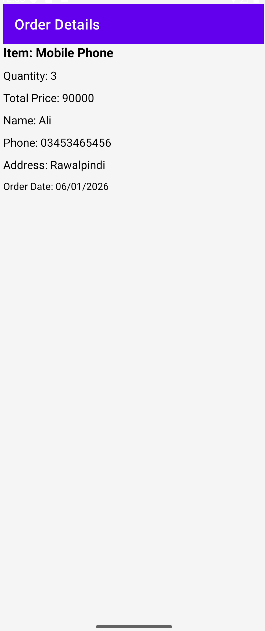 Order Details
Item: Mobile Phone
Quantity: 3
Total Price: 90000
Name: Ali
Phone: 03453465456
Address: Rawalpindi
Order Date: 06/01/2026